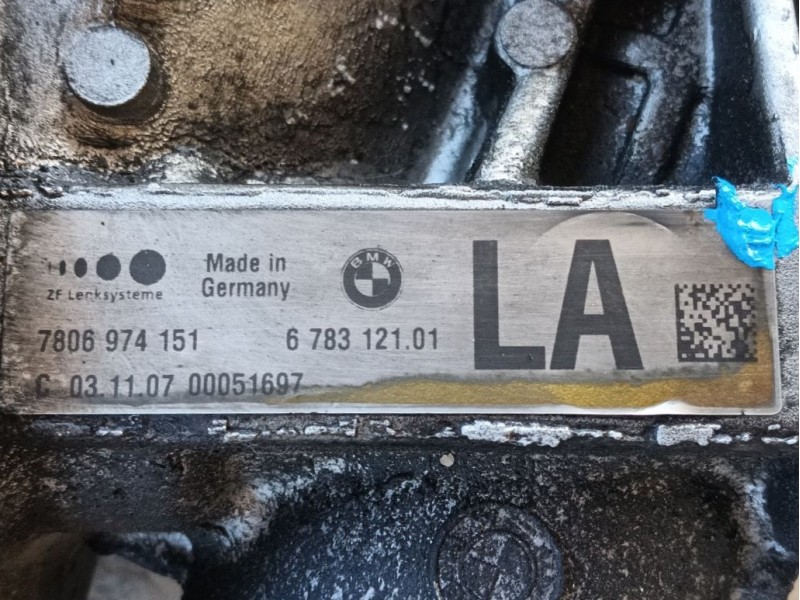 ZF Lenksysteme
Made in
Germany
BMW
LA
7806 974 151
6 783 121.01
C 03.11.07 00051697